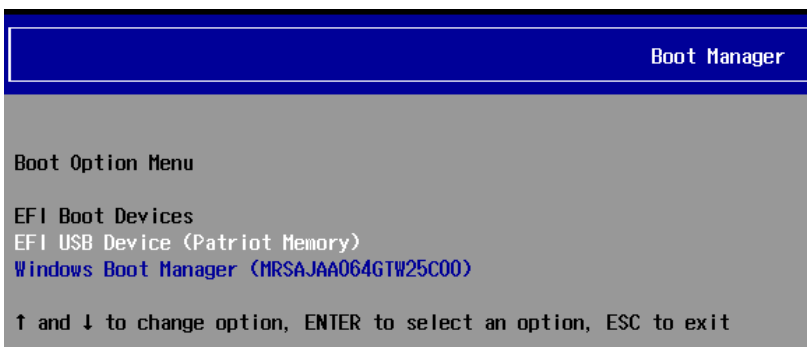 Boot Manager
Boot Option Menu
EFI Boot Devices
EFI USB Device (Patriot Memory)
Windows Boot Manager (MRSAJAA064GTW25C00)
↑ and ↓ to change option, ENTER to select an option, ESC to exit